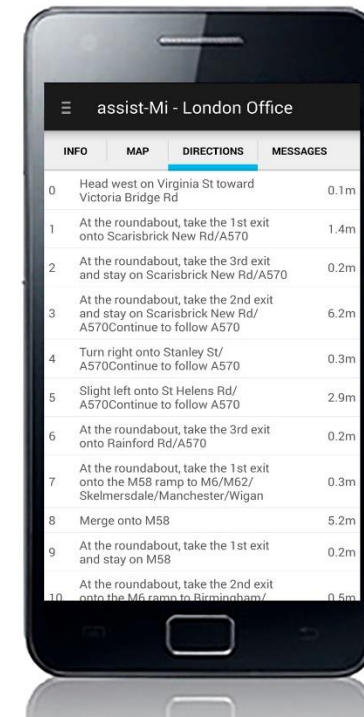 assist-Mi - London Office
INFO MAP DIRECTIONS MESSAGES
0 Head west on Virginia St toward
Victoria Bridge Rd 0.1m
1 At the roundabout, take the 1st exit
onto Scarisbrick New Rd/A570 1.4m
2 At the roundabout, take the 3rd exit
and stay on Scarisbrick New Rd/A570 0.2m
3 At the roundabout, take the 2nd exit
and stay on Scarisbrick New Rd/
A570Continue to follow A570 6.2m
4 Turn right onto Stanley St/
A570Continue to follow A570 0.3m
5 Slight left onto St Helens Rd/
A570Continue to follow A570 2.9m
6 At the roundabout, take the 3rd exit
onto Rainford Rd/A570 0.2m
7 At the roundabout, take the 1st exit
onto the M58 ramp to M6/M62/
Skelmersdale/Manchester/Wigan 0.3m
8 Merge onto M58 5.2m
9 At the roundabout, take the 1st exit
and stay on M58 0.2m
10 At the roundabout, take the 2nd exit
onto the M6 ramp to Birmingham/ 0.5m